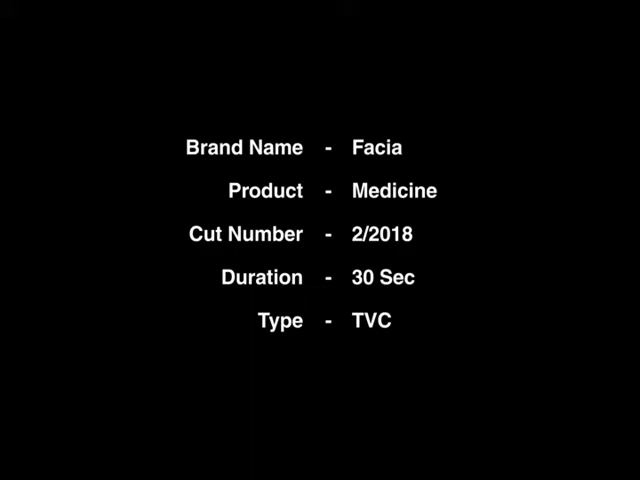 Brand Name - Facia
Product - Medicine
Cut Number - 2/2018
Duration - 30 Sec
Type - TVC